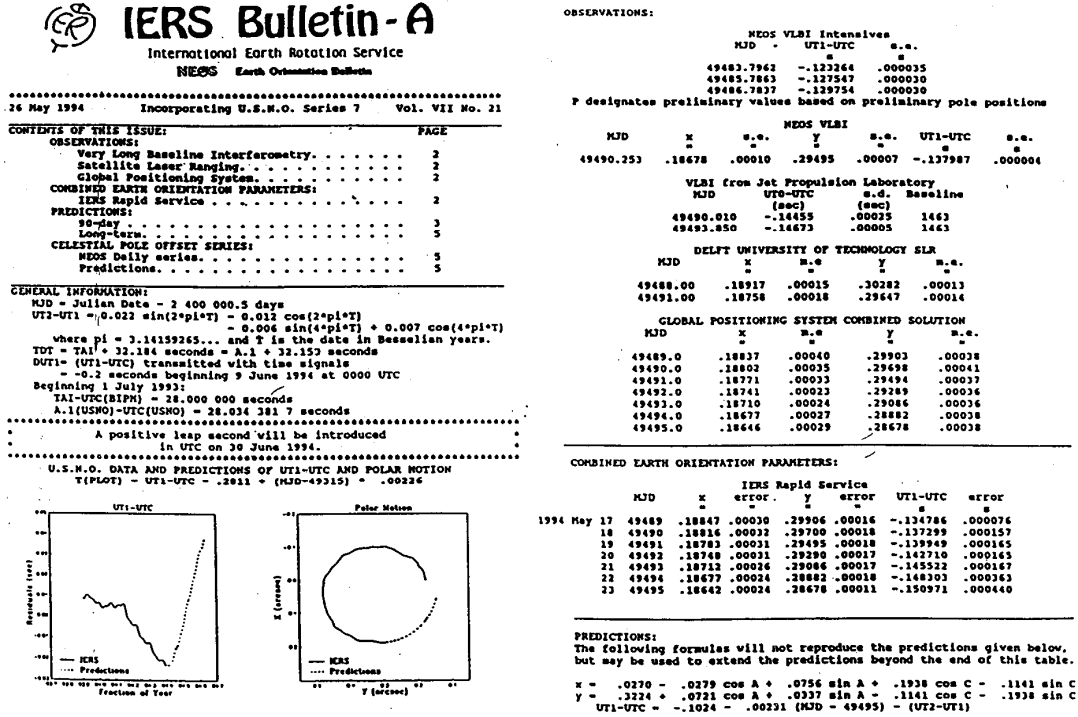 IERS Bulletin-A
International Earth Rotation Service
NEOS Earth Orientation Bulletin
26 May 1994 Incorporating U.S.N.O. Series 7 Vol. VII No. 21
CONTENTS OF THIS ISSUE: PAGE
OBSERVATIONS:
Very Long Baseline Interferometry. . . . . . . 2
Satellite Laser Ranging. . . . . . . . . . . . 2
Global Positioning System. . . . . . . . . . . 2
COMBINED EARTH ORIENTATION PARAMETERS:
IERS Rapid Service . . . . . . . . . . . . . . 2
PREDICTIONS:
90-day . . . . . . . . . . . . . . . . . . . . 3
Long-term. . . . . . . . . . . . . . . . . . . 5
CELESTIAL POLE OFFSET SERIES:
NEOS Daily series. . . . . . . . . . . . . . . 5
Predictions. . . . . . . . . . . . . . . . . . 5
GENERAL INFORMATION:
MJD = Julian Date - 2 400 000.5 days
UT2-UT1 = 0.022 sin(2*pi*T) - 0.012 cos(2*pi*T)
- 0.006 sin(4*pi*T) + 0.007 cos(4*pi*T)
where pi = 3.14159265... and T is the date in Besselian years.
TDT = TAI + 32.184 seconds = A.1 + 32.153 seconds
DUT1= (UT1-UTC) transmitted with time signals
= -0.2 seconds beginning 9 June 1994 at 0000 UTC
Beginning 1 July 1993:
TAI-UTC(BIPM) = 28.000 000 seconds
A.1(USNO)-UTC(USNO) = 28.034 381 7 seconds
A positive leap second will be introduced
in UTC on 30 June 1994.
U.S.N.O. DATA AND PREDICTIONS OF UT1-UTC AND POLAR MOTION
T(PLOT) = UT1-UTC - .2811 + (MJD-49315) * .00226
UT1-UTC
Residuals (sec)
IERS
Predictions
Fraction of Year
Polar Motion
X (arcsec)
IERS
Predictions
Y (arcsec)
OBSERVATIONS:
NEOS VLBI Intensives
MJD - UT1-UTC s.e.
s s
49483.7962 -.123264 .000035
49485.7863 -.127547 .000030
49486.7837 -.129754 .000030
P designates preliminary values based on preliminary pole positions
NEOS VLBI
MJD x s.e. y s.e. UT1-UTC s.e.
49490.253 .18678 .00010 .29495 .00007 -.137987 .000004
VLBI from Jet Propulsion Laboratory
MJD UT0-UTC s.d. Baseline
(sec) (sec)
49490.010 -.14455 .00025 1463
49493.850 -.14673 .00005 1463
DELFT UNIVERSITY OF TECHNOLOGY SLR
MJD x m.e y m.e.
49488.00 .18917 .00015 .30282 .00013
49491.00 .18758 .00018 .29647 .00014
GLOBAL POSITIONING SYSTEM COMBINED SOLUTION
MJD x m.e. y m.e.
49489.0 .18837 .00040 .29903 .00038
49490.0 .18802 .00035 .29698 .00041
49491.0 .18771 .00033 .29494 .00037
49492.0 .18741 .00023 .29289 .00036
49493.0 .18710 .00024 .29086 .00036
49494.0 .18677 .00027 .28882 .00038
49495.0 .18646 .00029 .28678 .00038
COMBINED EARTH ORIENTATION PARAMETERS:
IERS Rapid Service
MJD x error. y error UT1-UTC error
1994 May 17 49489 .18847 .00030 .29906 .00016 -.134786 .000076
18 49490 .18816 .00032 .29700 .00018 -.137299 .000157
19 49491 .18783 .00031 .29495 .00018 -.139949 .000165
20 49492 .18748 .00031 .29290 .00017 -.142710 .000165
21 49493 .18712 .00026 .29086 .00017 -.145522 .000167
22 49494 .18677 .00024 .28882 .00018 -.148303 .000363
23 49495 .18642 .00024 .28678 .00011 -.150971 .000440
PREDICTIONS:
The following formulas will not reproduce the predictions given below,
but may be used to extend the predictions beyond the end of this table.
x = .0270 - .0279 cos A + .0756 sin A + .1938 cos C - .1141 sin C
y = .3224 + .0721 cos A + .0337 sin A - .1141 cos C - .1938 sin C
UT1-UTC = -.1024 - .00231 (MJD - 49495) - (UT2-UT1)